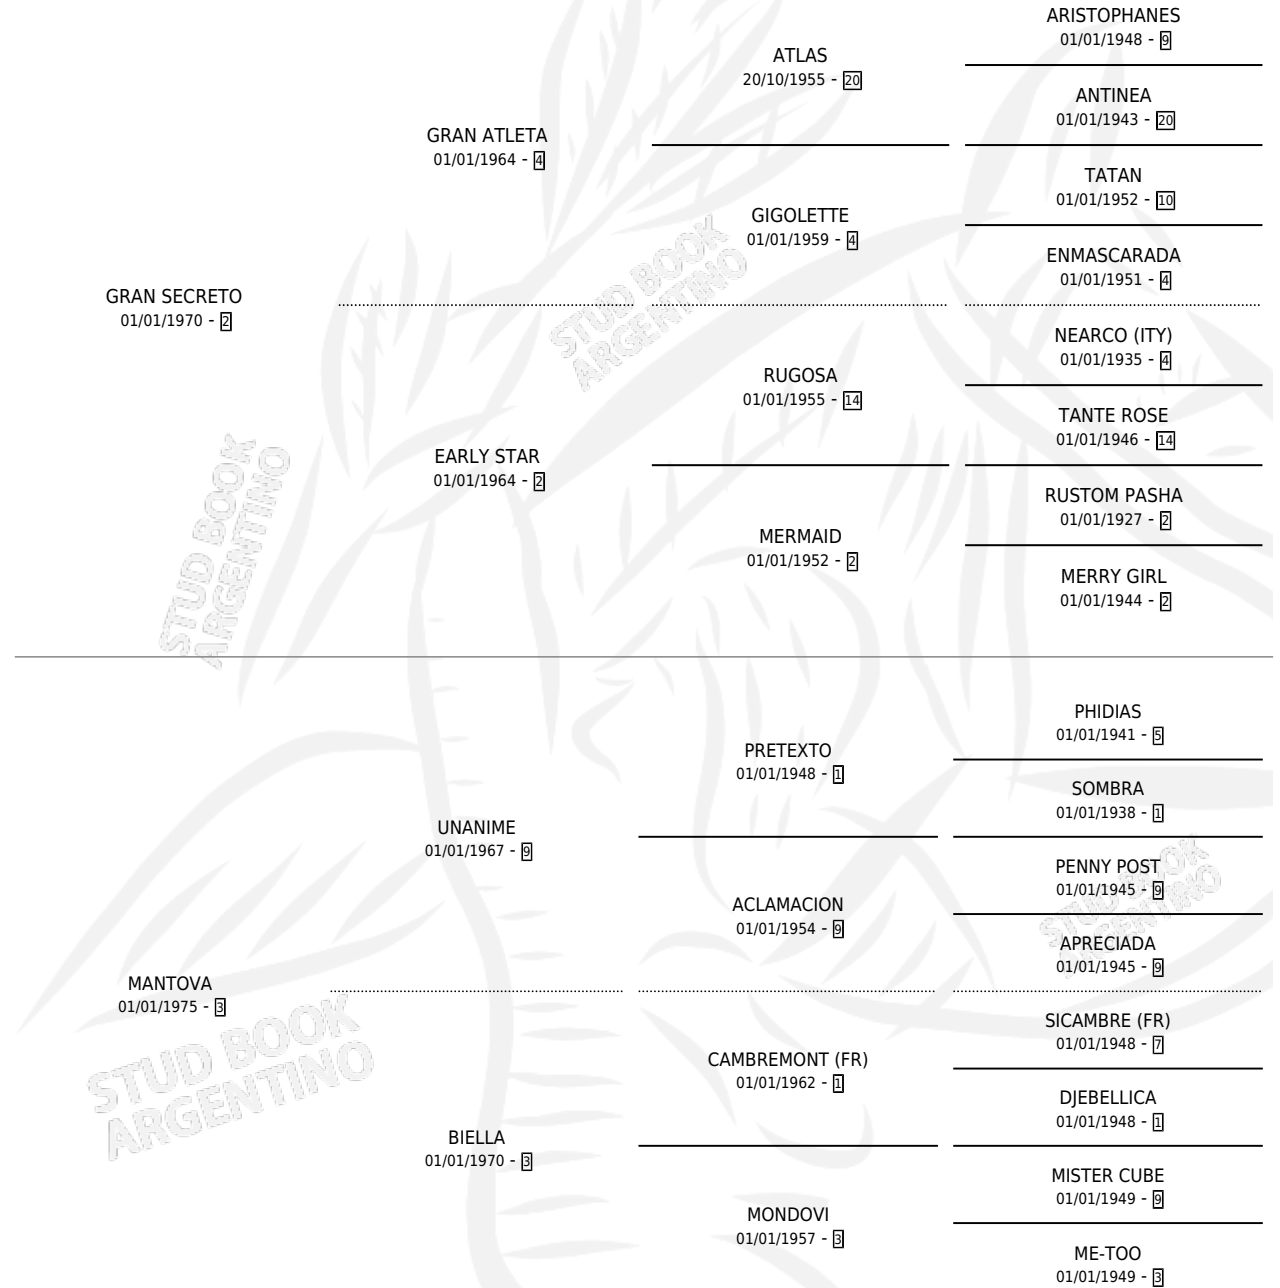 ARISTOPHANES
01/01/1948 - 9
ATLAS
20/10/1955 - 20
ANTINEA
01/01/1943 - 20
GRAN ATLETA
01/01/1964 - 4
TATAN
01/01/1952 - 10
GIGOLETTE
01/01/1959 - 4
ENMASCARADA
01/01/1951 - 4
GRAN SECRETO
01/01/1970 - 2
NEARCO (ITY)
01/01/1935 - 4
RUGOSA
01/01/1955 - 14
TANTE ROSE
01/01/1946 - 14
EARLY STAR
01/01/1964 - 2
RUSTOM PASHA
01/01/1927 - 2
MERMAID
01/01/1952 - 2
MERRY GIRL
01/01/1944 - 2
PHIDIAS
01/01/1941 - 5
PRETEXTO
01/01/1948 - 1
SOMBRA
01/01/1938 - 1
UNANIME
01/01/1967 - 9
PENNY POST
01/01/1945 - 9
ACLAMACION
01/01/1954 - 9
APRECIADA
01/01/1945 - 9
MANTOVA
01/01/1975 - 3
SICAMBRE (FR)
01/01/1948 - 7
CAMBREMONT (FR)
01/01/1962 - 1
DJEBELLICA
01/01/1948 - 1
BIELLA
01/01/1970 - 3
MISTER CUBE
01/01/1949 - 9
MONDOVI
01/01/1957 - 3
ME-TOO
01/01/1949 - 3
STUD BOOK
ARGENTINO
STUD BOOK
ARGENTINO
STUD BOOK
ARGENTINO
STUD BOOK
ARGENTINO